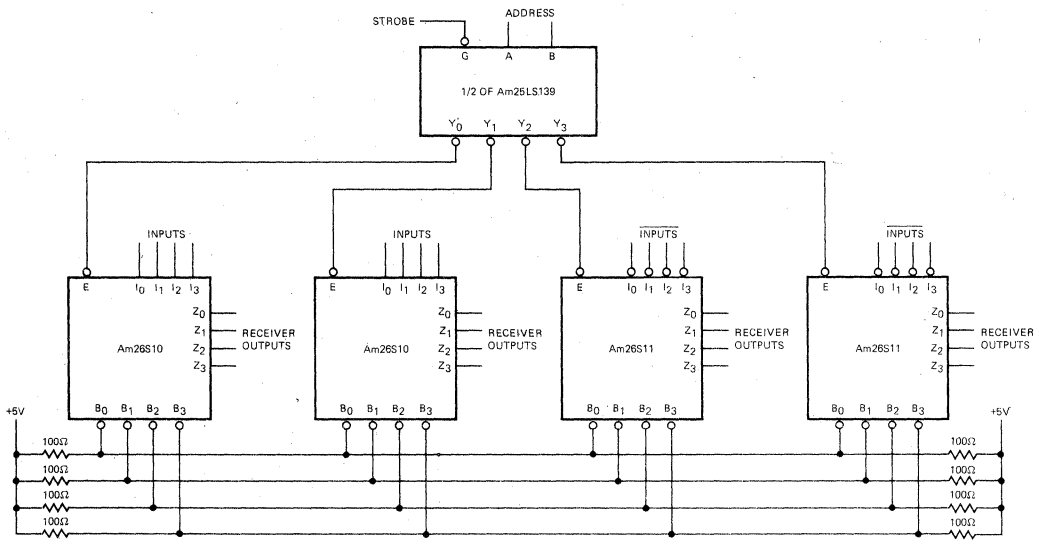 STROBE
ADDRESS
G A B
1/2 OF Am25LS139
Y0 Y1 Y2 Y3
INPUTS
INPUTS
INPUTS
INPUTS
E I0 I1 I2 I3
E I0 I1 I2 I3
E I0 I1 I2 I3
E I0 I1 I2 I3
Z0
Z1
Z2
Z3
RECEIVER
OUTPUTS
Z0
Z1
Z2
Z3
RECEIVER
OUTPUTS
Z0
Z1
Z2
Z3
RECEIVER
OUTPUTS
Z0
Z1
Z2
Z3
RECEIVER
OUTPUTS
Am26S10
Am26S10
Am26S11
Am26S11
B0 B1 B2 B3
B0 B1 B2 B3
B0 B1 B2 B3
B0 B1 B2 B3
+5V
100Ω
100Ω
100Ω
100Ω
+5V
100Ω
100Ω
100Ω
100Ω